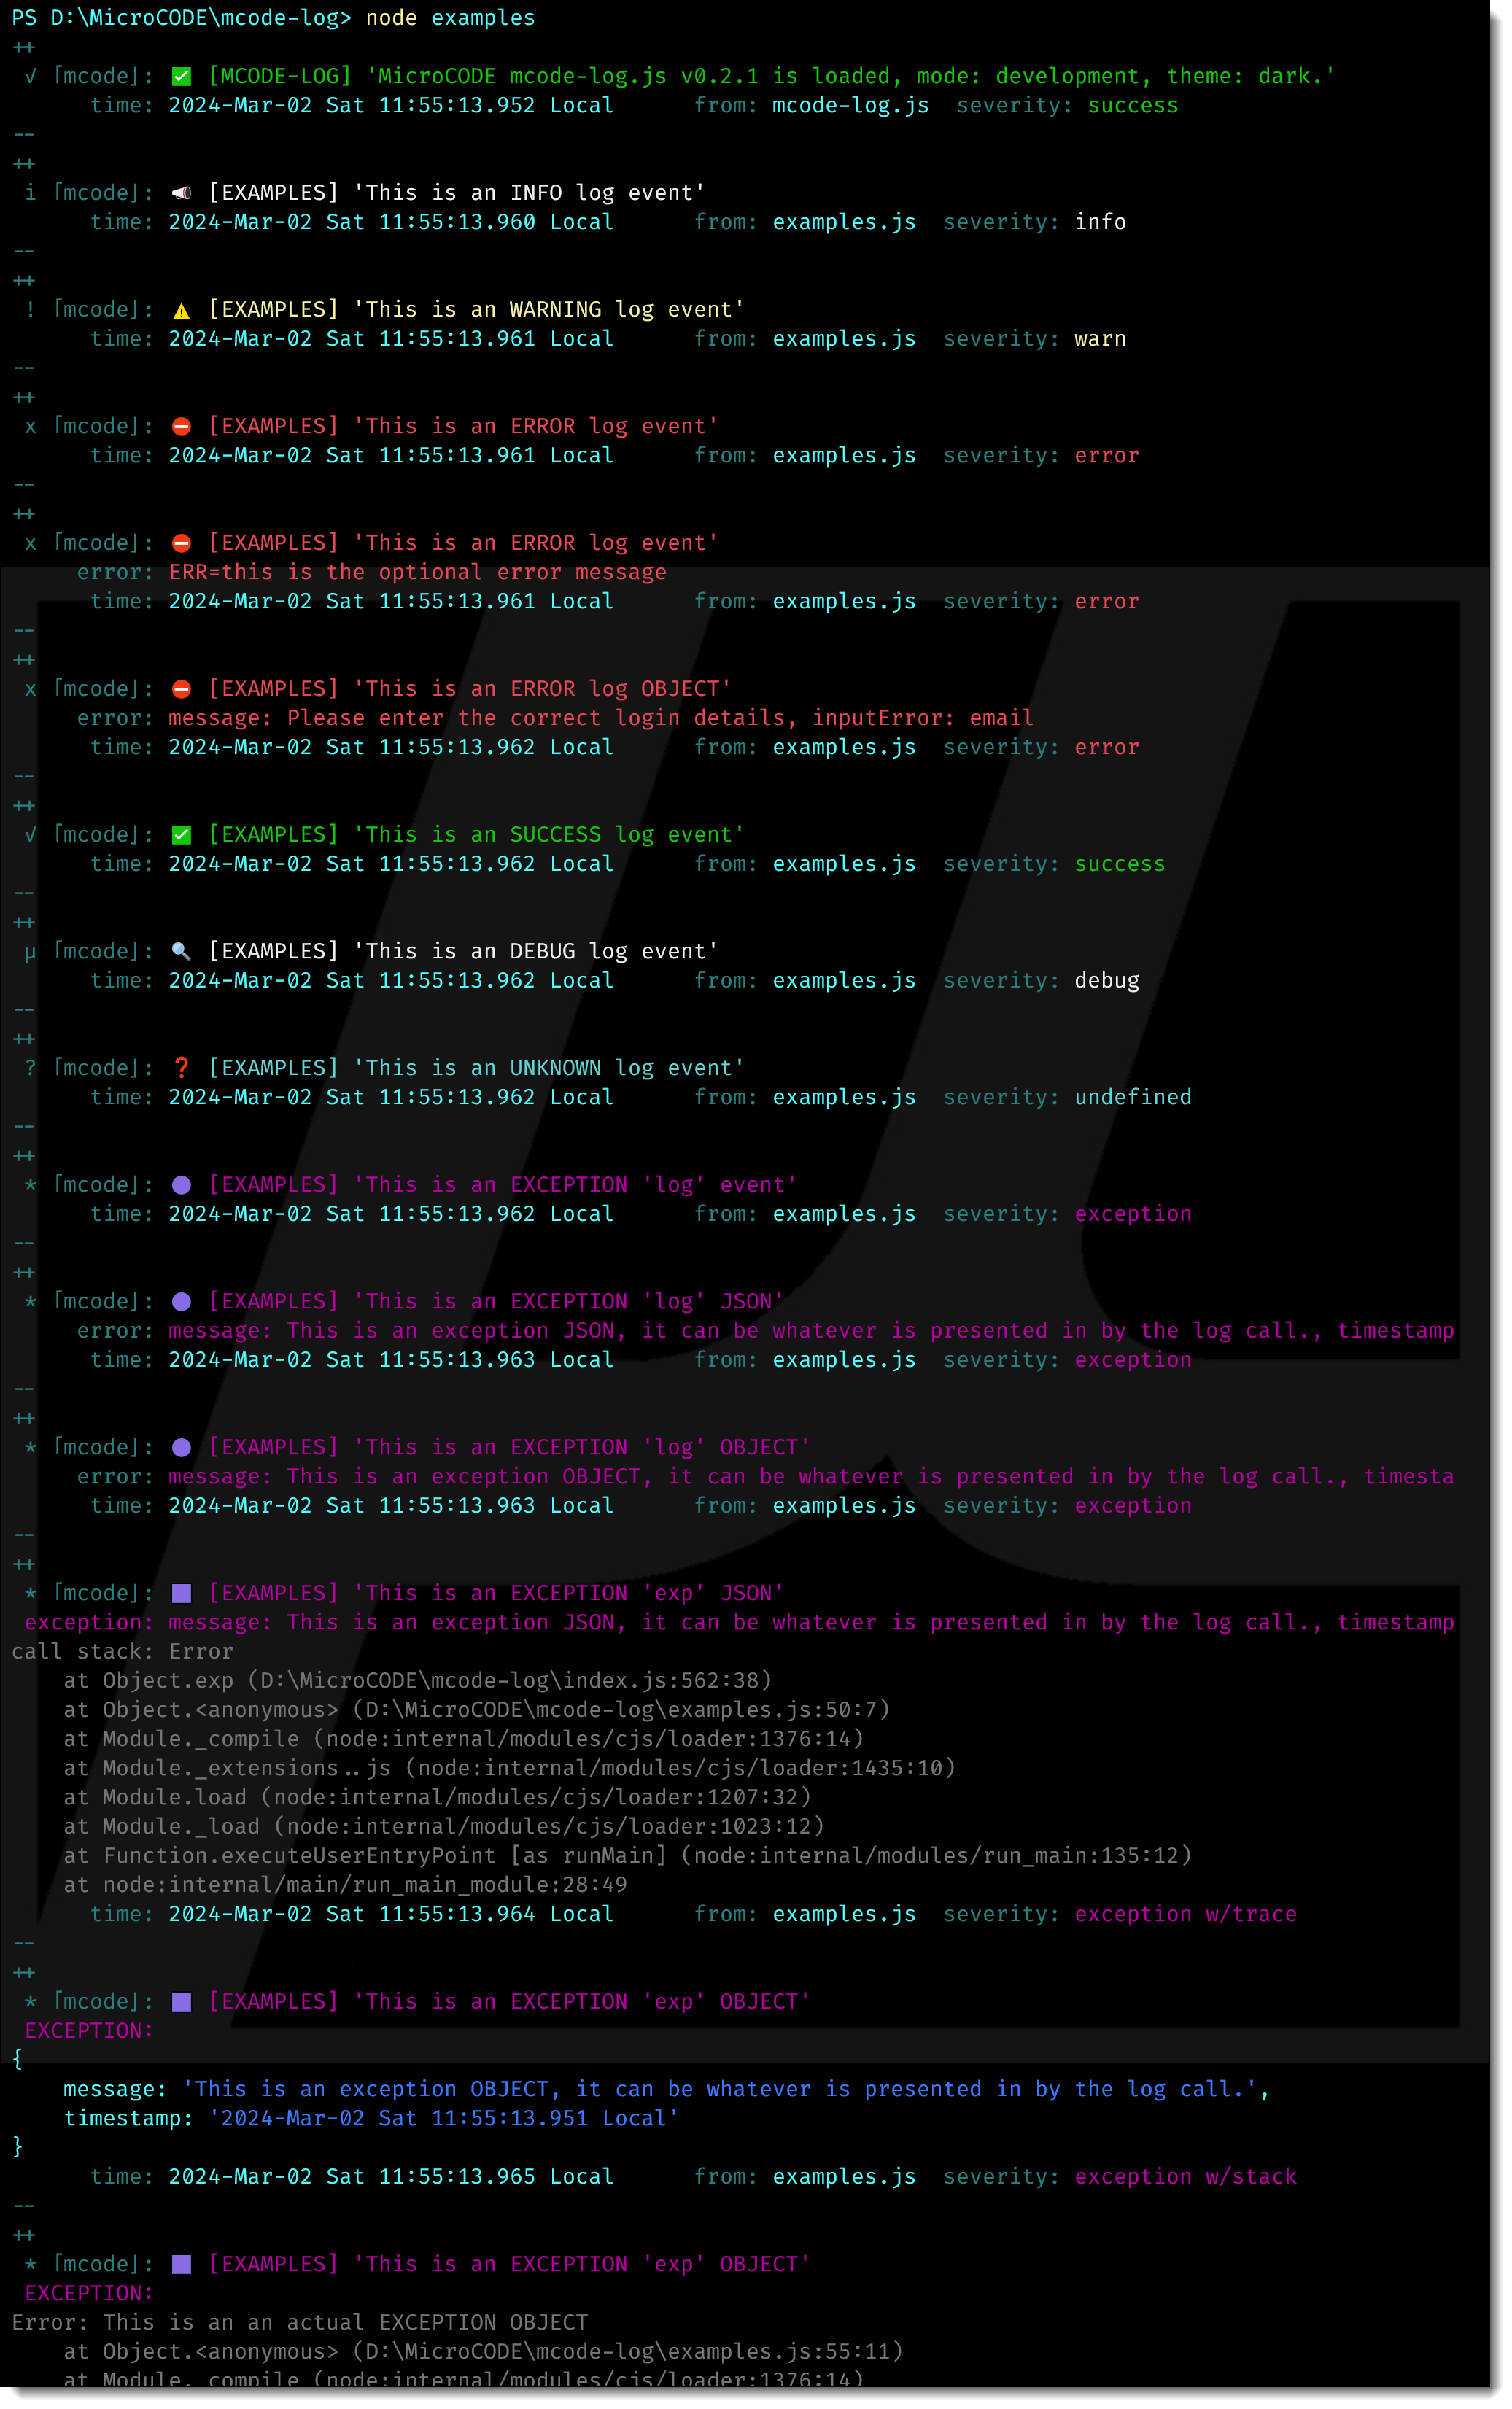 PS D:\MicroCODE\mcode-log> node examples
++
√ ⌈mcode⌋: ✅ [MCODE-LOG] 'MicroCODE mcode-log.js v0.2.1 is loaded, mode: development, theme: dark.'
time: 2024-Mar-02 Sat 11:55:13.952 Local from: mcode-log.js severity: success
--
++
i ⌈mcode⌋: 📢 [EXAMPLES] 'This is an INFO log event'
time: 2024-Mar-02 Sat 11:55:13.960 Local from: examples.js severity: info
--
++
! ⌈mcode⌋: ⚠️ [EXAMPLES] 'This is an WARNING log event'
time: 2024-Mar-02 Sat 11:55:13.961 Local from: examples.js severity: warn
--
++
x ⌈mcode⌋: ⛔ [EXAMPLES] 'This is an ERROR log event'
time: 2024-Mar-02 Sat 11:55:13.961 Local from: examples.js severity: error
--
++
x ⌈mcode⌋: ⛔ [EXAMPLES] 'This is an ERROR log event'
error: ERR=this is the optional error message
time: 2024-Mar-02 Sat 11:55:13.961 Local from: examples.js severity: error
--
++
x ⌈mcode⌋: ⛔ [EXAMPLES] 'This is an ERROR log OBJECT'
error: message: Please enter the correct login details, inputError: email
time: 2024-Mar-02 Sat 11:55:13.962 Local from: examples.js severity: error
--
++
√ ⌈mcode⌋: ✅ [EXAMPLES] 'This is an SUCCESS log event'
time: 2024-Mar-02 Sat 11:55:13.962 Local from: examples.js severity: success
--
++
µ ⌈mcode⌋: 🔍 [EXAMPLES] 'This is an DEBUG log event'
time: 2024-Mar-02 Sat 11:55:13.962 Local from: examples.js severity: debug
--
++
? ⌈mcode⌋: ❓ [EXAMPLES] 'This is an UNKNOWN log event'
time: 2024-Mar-02 Sat 11:55:13.962 Local from: examples.js severity: undefined
--
++
* ⌈mcode⌋: 🟣 [EXAMPLES] 'This is an EXCEPTION 'log' event'
time: 2024-Mar-02 Sat 11:55:13.962 Local from: examples.js severity: exception
--
++
* ⌈mcode⌋: 🟣 [EXAMPLES] 'This is an EXCEPTION 'log' JSON'
error: message: This is an exception JSON, it can be whatever is presented in by the log call., timestamp
time: 2024-Mar-02 Sat 11:55:13.963 Local from: examples.js severity: exception
--
++
* ⌈mcode⌋: 🟣 [EXAMPLES] 'This is an EXCEPTION 'log' OBJECT'
error: message: This is an exception OBJECT, it can be whatever is presented in by the log call., timesta
time: 2024-Mar-02 Sat 11:55:13.963 Local from: examples.js severity: exception
--
++
* ⌈mcode⌋: 🟪 [EXAMPLES] 'This is an EXCEPTION 'exp' JSON'
exception: message: This is an exception JSON, it can be whatever is presented in by the log call., timestamp
call stack: Error
at Object.exp (D:\MicroCODE\mcode-log\index.js:562:38)
at Object.<anonymous> (D:\MicroCODE\mcode-log\examples.js:50:7)
at Module._compile (node:internal/modules/cjs/loader:1376:14)
at Module._extensions..js (node:internal/modules/cjs/loader:1435:10)
at Module.load (node:internal/modules/cjs/loader:1207:32)
at Module._load (node:internal/modules/cjs/loader:1023:12)
at Function.executeUserEntryPoint [as runMain] (node:internal/modules/run_main:135:12)
at node:internal/main/run_main_module:28:49
time: 2024-Mar-02 Sat 11:55:13.964 Local from: examples.js severity: exception w/trace
--
++
* ⌈mcode⌋: 🟪 [EXAMPLES] 'This is an EXCEPTION 'exp' OBJECT'
EXCEPTION:
{
message: 'This is an exception OBJECT, it can be whatever is presented in by the log call.',
timestamp: '2024-Mar-02 Sat 11:55:13.951 Local'
}
time: 2024-Mar-02 Sat 11:55:13.965 Local from: examples.js severity: exception w/stack
--
++
* ⌈mcode⌋: 🟪 [EXAMPLES] 'This is an EXCEPTION 'exp' OBJECT'
EXCEPTION:
Error: This is an an actual EXCEPTION OBJECT
at Object.<anonymous> (D:\MicroCODE\mcode-log\examples.js:55:11)
at Module._compile (node:internal/modules/cjs/loader:1376:14)